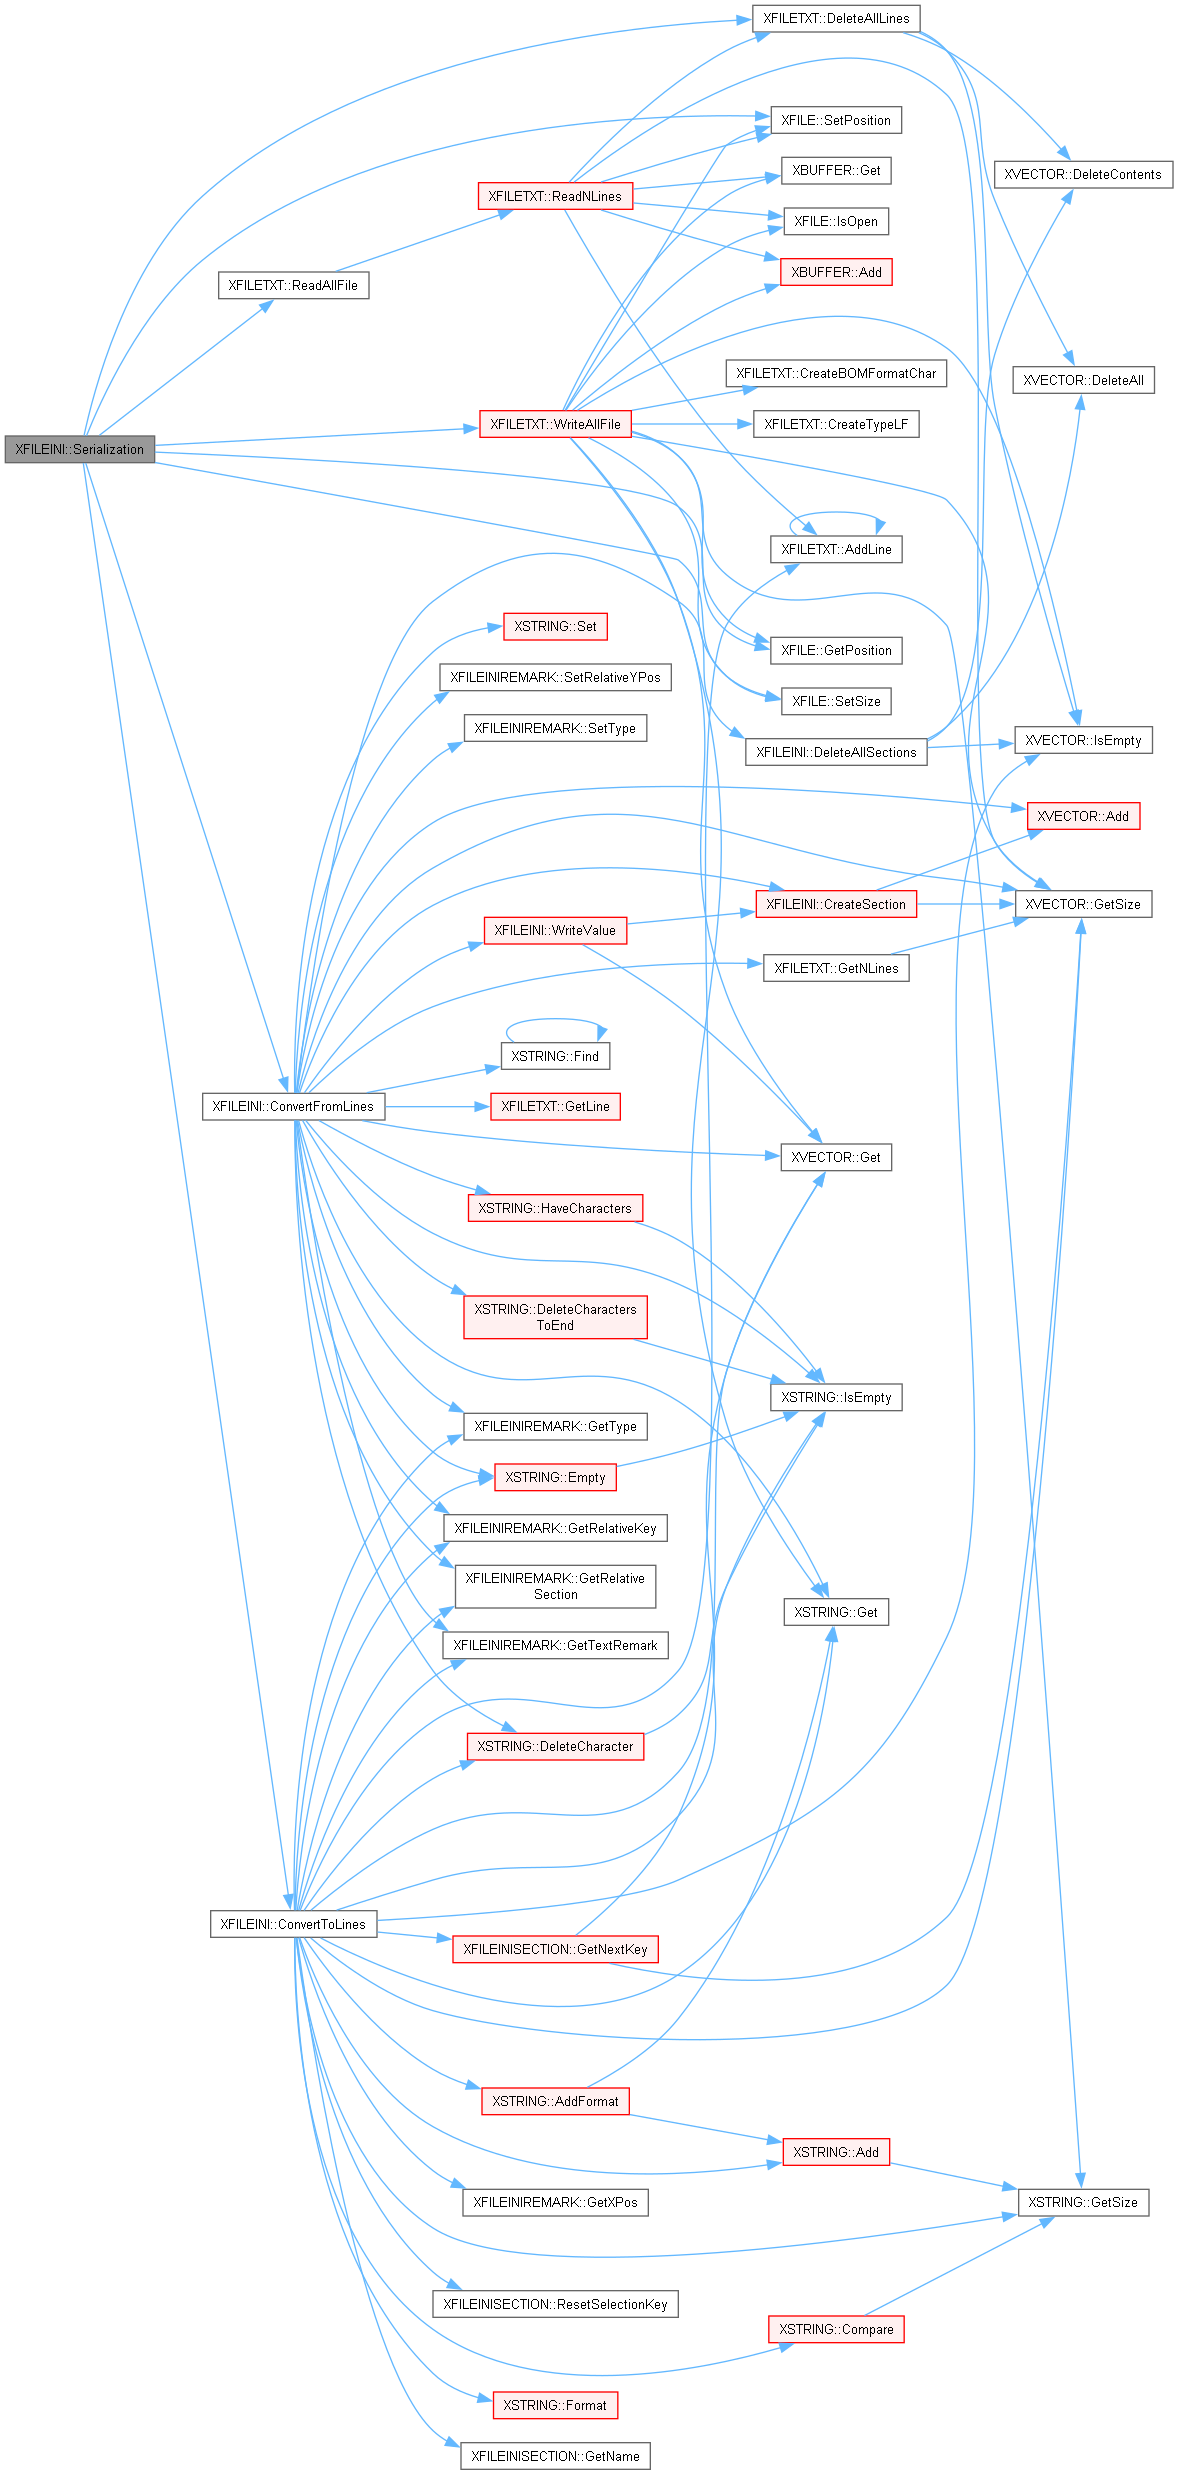 XFILETXT::DeleteAllLines
XFILE::SetPosition
XBUFFER::Get
XVECTOR::DeleteContents
XFILETXT::ReadNLines
XFILE::IsOpen
XBUFFER::Add
XFILETXT::ReadAllFile
XFILETXT::CreateBOMFormatChar
XVECTOR::DeleteAll
XFILETXT::WriteAllFile
XFILETXT::CreateTypeLF
XFILEINI::Serialization
XFILETXT::AddLine
XSTRING::Set
XFILE::GetPosition
XFILEINIREMARK::SetRelativeYPos
XFILE::SetSize
XFILEINIREMARK::SetType
XVECTOR::IsEmpty
XFILEINI::DeleteAllSections
XVECTOR::Add
XFILEINI::CreateSection
XVECTOR::GetSize
XFILEINI::WriteValue
XFILETXT::GetNLines
XSTRING::Find
XFILEINI::ConvertFromLines
XFILETXT::GetLine
XVECTOR::Get
XSTRING::HaveCharacters
XSTRING::DeleteCharacters
ToEnd
XSTRING::IsEmpty
XFILEINIREMARK::GetType
XSTRING::Empty
XFILEINIREMARK::GetRelativeKey
XFILEINIREMARK::GetRelative
Section
XSTRING::Get
XFILEINIREMARK::GetTextRemark
XSTRING::DeleteCharacter
XFILEINI::ConvertToLines
XFILEINISECTION::GetNextKey
XSTRING::AddFormat
XSTRING::Add
XFILEINIREMARK::GetXPos
XSTRING::GetSize
XFILEINISECTION::ResetSelectionKey
XSTRING::Compare
XSTRING::Format
XFILEINISECTION::GetName